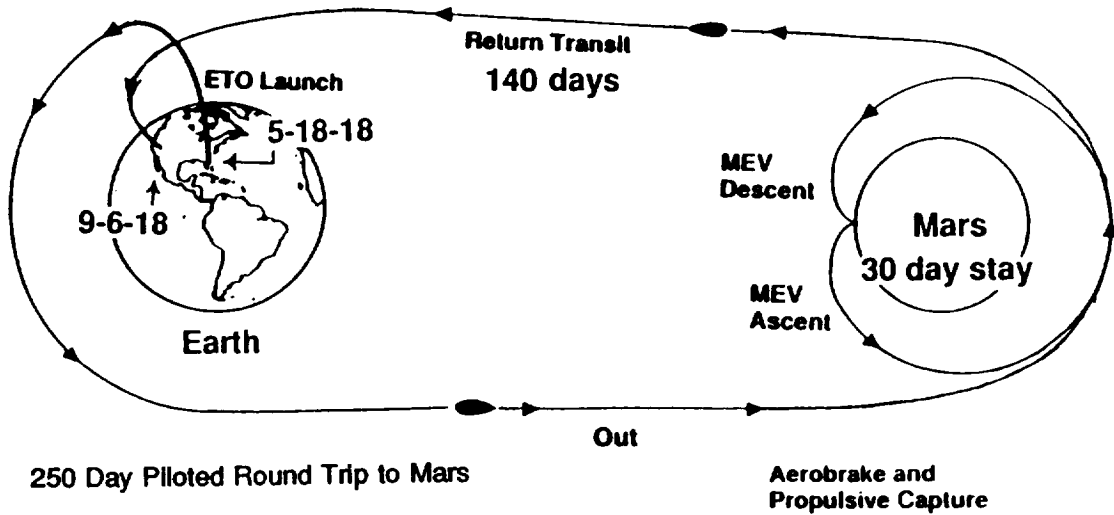 Return Transit
140 days
ETO Launch
5-18-18
9-6-18
Earth
MEV
Descent
Mars
30 day stay
MEV
Ascent
Out
250 Day Piloted Round Trip to Mars
Aerobrake and
Propulsive Capture